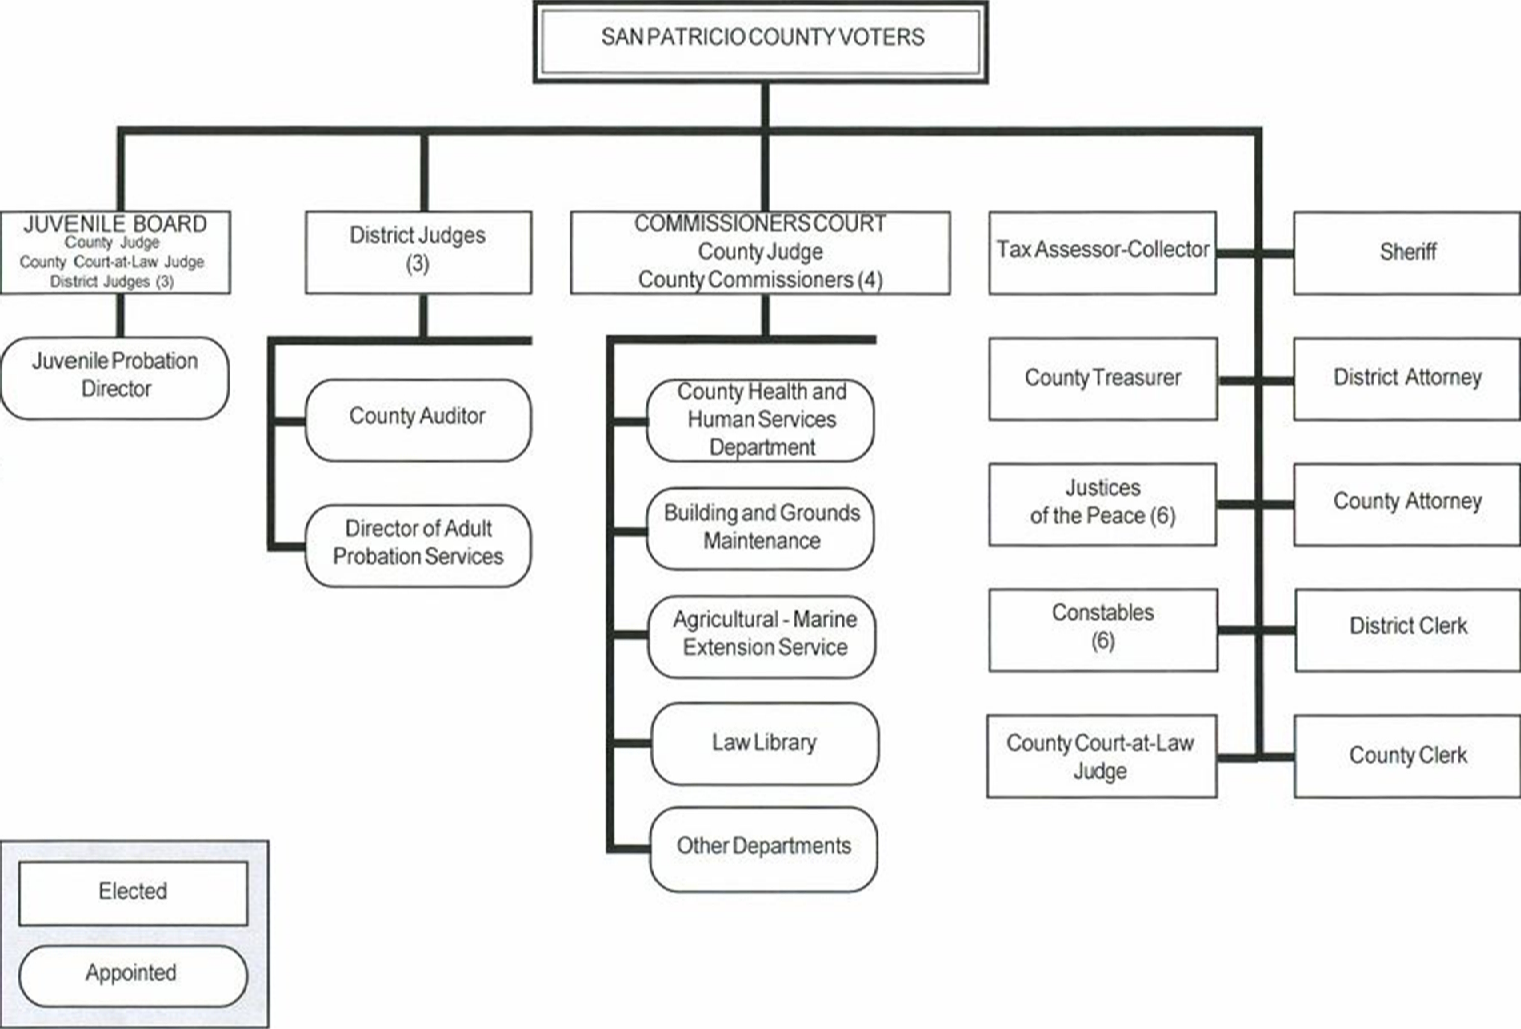 SAN PATRICIO COUNTY VOTERS
JUVENILE BOARD
County Judge
County Court-at-Law Judge
District Judges (3)
Juvenile Probation
Director
District Judges
(3)
County Auditor
Director of Adult
Probation Services
COMMISSIONERS COURT
County Judge
County Commissioners (4)
County Health and
Human Services
Department
Building and Grounds
Maintenance
Agricultural - Marine
Extension Service
Law Library
Other Departments
Tax Assessor-Collector
Sheriff
County Treasurer
District Attorney
Justices
of the Peace (6)
County Attorney
Constables
(6)
District Clerk
County Court-at-Law
Judge
County Clerk
Elected
Appointed